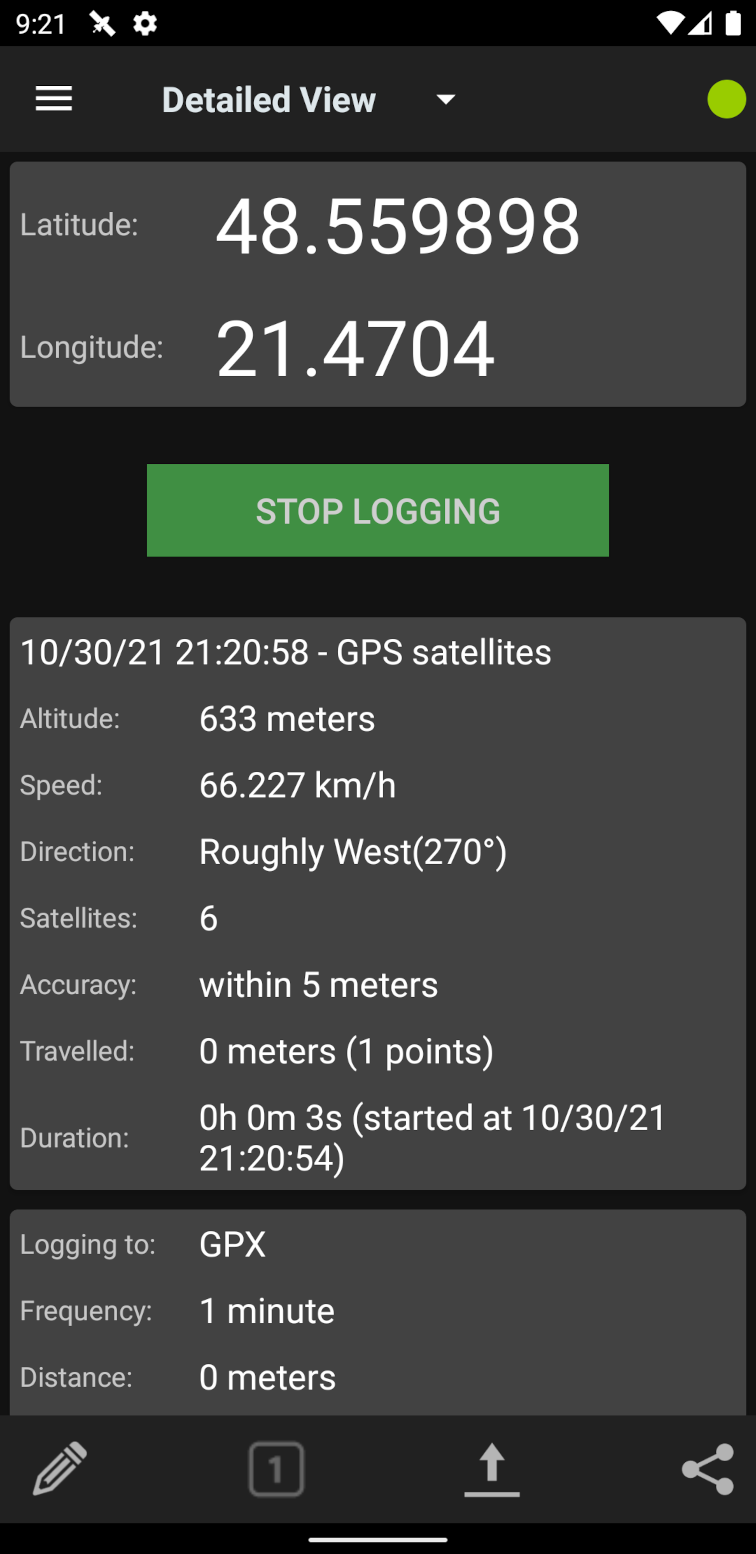 9:21
Detailed View
Latitude: 48.559898
Longitude: 21.4704
STOP LOGGING
10/30/21 21:20:58 - GPS satellites
Altitude: 633 meters
Speed: 66.227 km/h
Direction: Roughly West(270°)
Satellites: 6
Accuracy: within 5 meters
Travelled: 0 meters (1 points)
Duration: 0h 0m 3s (started at 10/30/21
21:20:54)
Logging to: GPX
Frequency: 1 minute
Distance: 0 meters
1